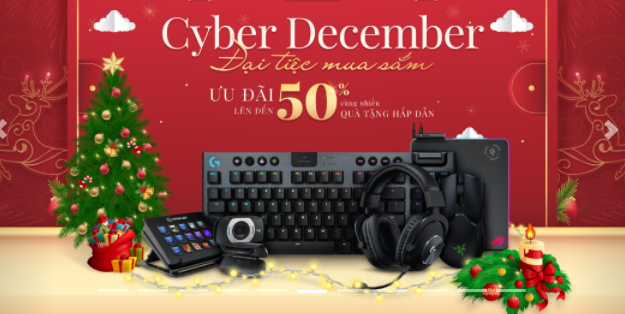 Cyber December
Đại tiệc mua sắm
ƯU ĐÃI
LÊN ĐẾN
50%
cùng nhiều
QUÀ TẶNG HẤP DẪN